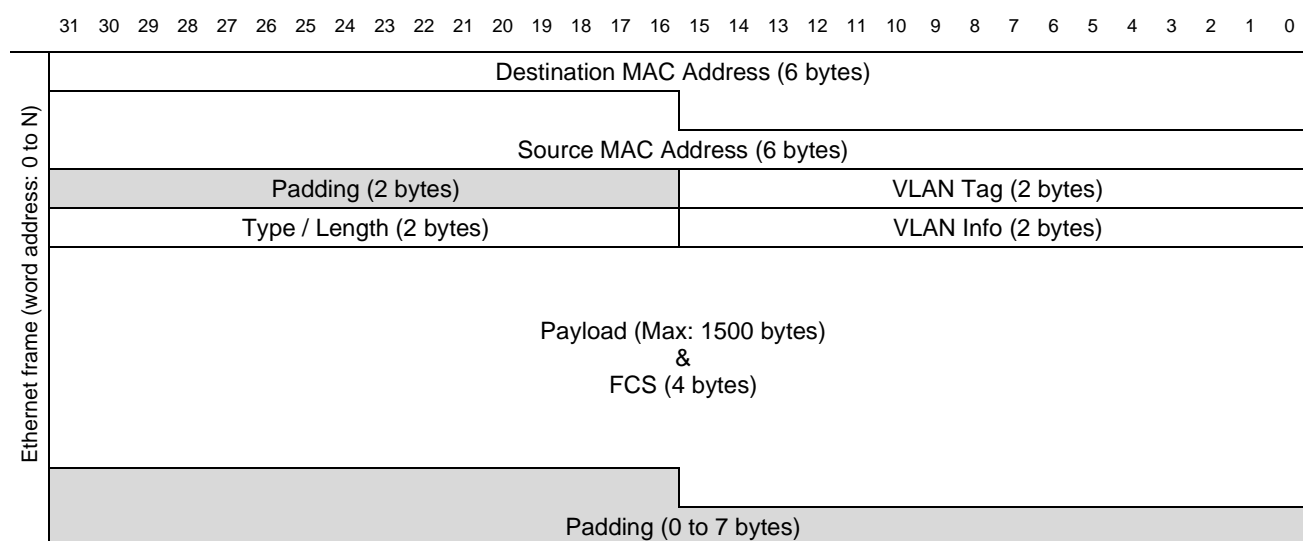 31 30 29 28 27 26 25 24 23 22 21 20 19 18 17 16 15 14 13 12 11 10 9 8 7 6 5 4 3 2 1 0
Ethernet frame (word address: 0 to N)
Destination MAC Address (6 bytes)
Source MAC Address (6 bytes)
Padding (2 bytes) VLAN Tag (2 bytes)
Type / Length (2 bytes) VLAN Info (2 bytes)
Payload (Max: 1500 bytes)
&
FCS (4 bytes)
Padding (0 to 7 bytes)